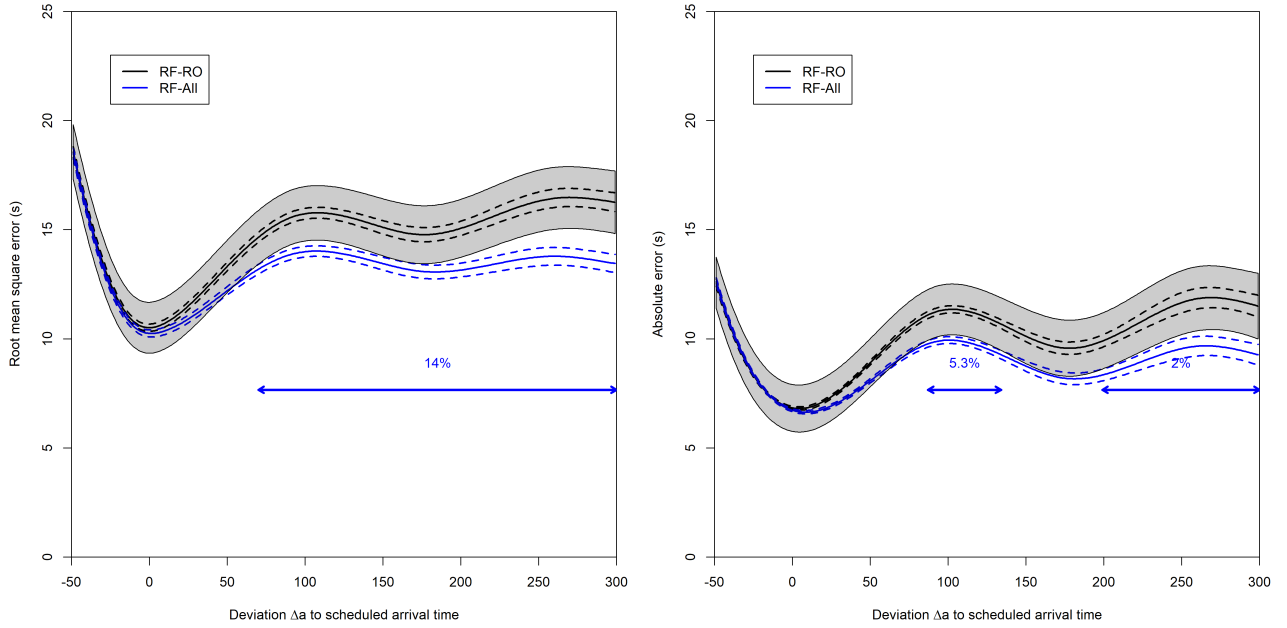 Root mean square error (s)
25
20
15
10
5
0
RF-RO
RF-All
14%
-50 0 50 100 150 200 250 300
Deviation Δa to scheduled arrival time
Absolute error (s)
25
20
15
10
5
0
RF-RO
RF-All
5.3%
2%
-50 0 50 100 150 200 250 300
Deviation Δa to scheduled arrival time